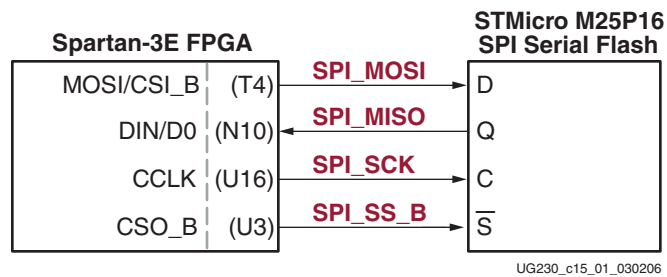 STMicro M25P16
Spartan-3E FPGA SPI Serial Flash
MOSI/CSI_B (T4) SPI_MOSI D
DIN/D0 (N10) SPI_MISO Q
CCLK (U16) SPI_SCK C
CSO_B (U3) SPI_SS_B S̅
UG230_c15_01_030206